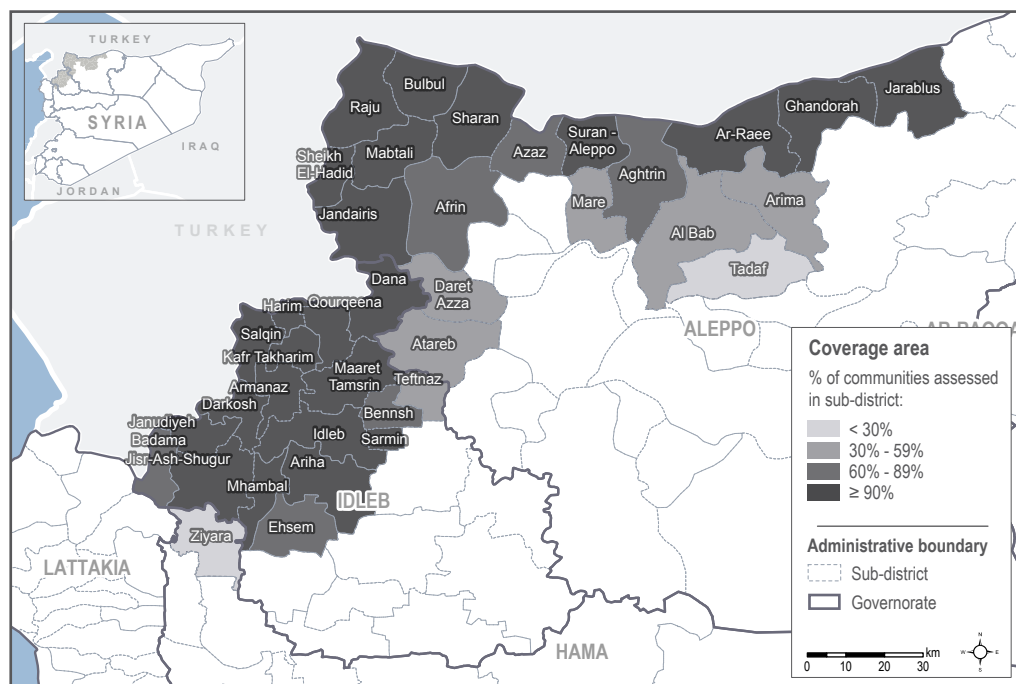 TURKEY
SYRIA
IRAQ
JORDAN
TURKEY
Bulbul
Raju
Sharan
Jarablus
Ghandorah
Ar-Raee
Suran -
Aleppo
Azaz
Mabtali
Sheikh
El-Hadid
Aghtrin
Jandairis
Afrin
Mare
Arima
Al Bab
Tadaf
Dana
Daret
Azza
Harim
Qourqeena
Salqin
Atareb
ALEPPO
Kafr Takharim
Maaret
Tamsrin
Teftnaz
Armanaz
Darkosh
Bennsh
Janudiyeh
Badama
Idleb
Sarmin
Jisr-Ash-Shugur
Ariha
Mhambal
IDLEB
Ehsem
Ziyara
LATTAKIA
HAMA
Coverage area
% of communities assessed
in sub-district:
< 30%
30% - 59%
60% - 89%
≥ 90%
Administrative boundary
Sub-district
Governorate
km
0 5 10 20 30
N
W E
S